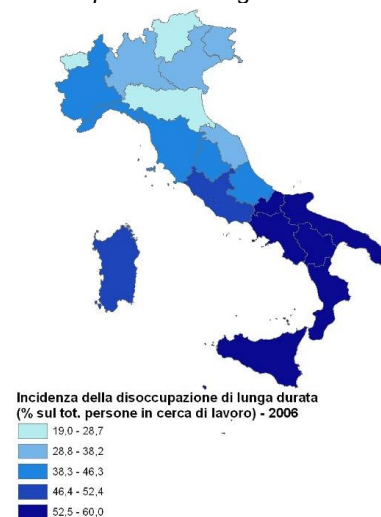 Incidenza della disoccupazione di lunga durata
(% sul tot. persone in cerca di lavoro) - 2006
19,0 - 28,7
28,8 - 38,2
38,3 - 46,3
46,4 - 52,4
52,5 - 60,0